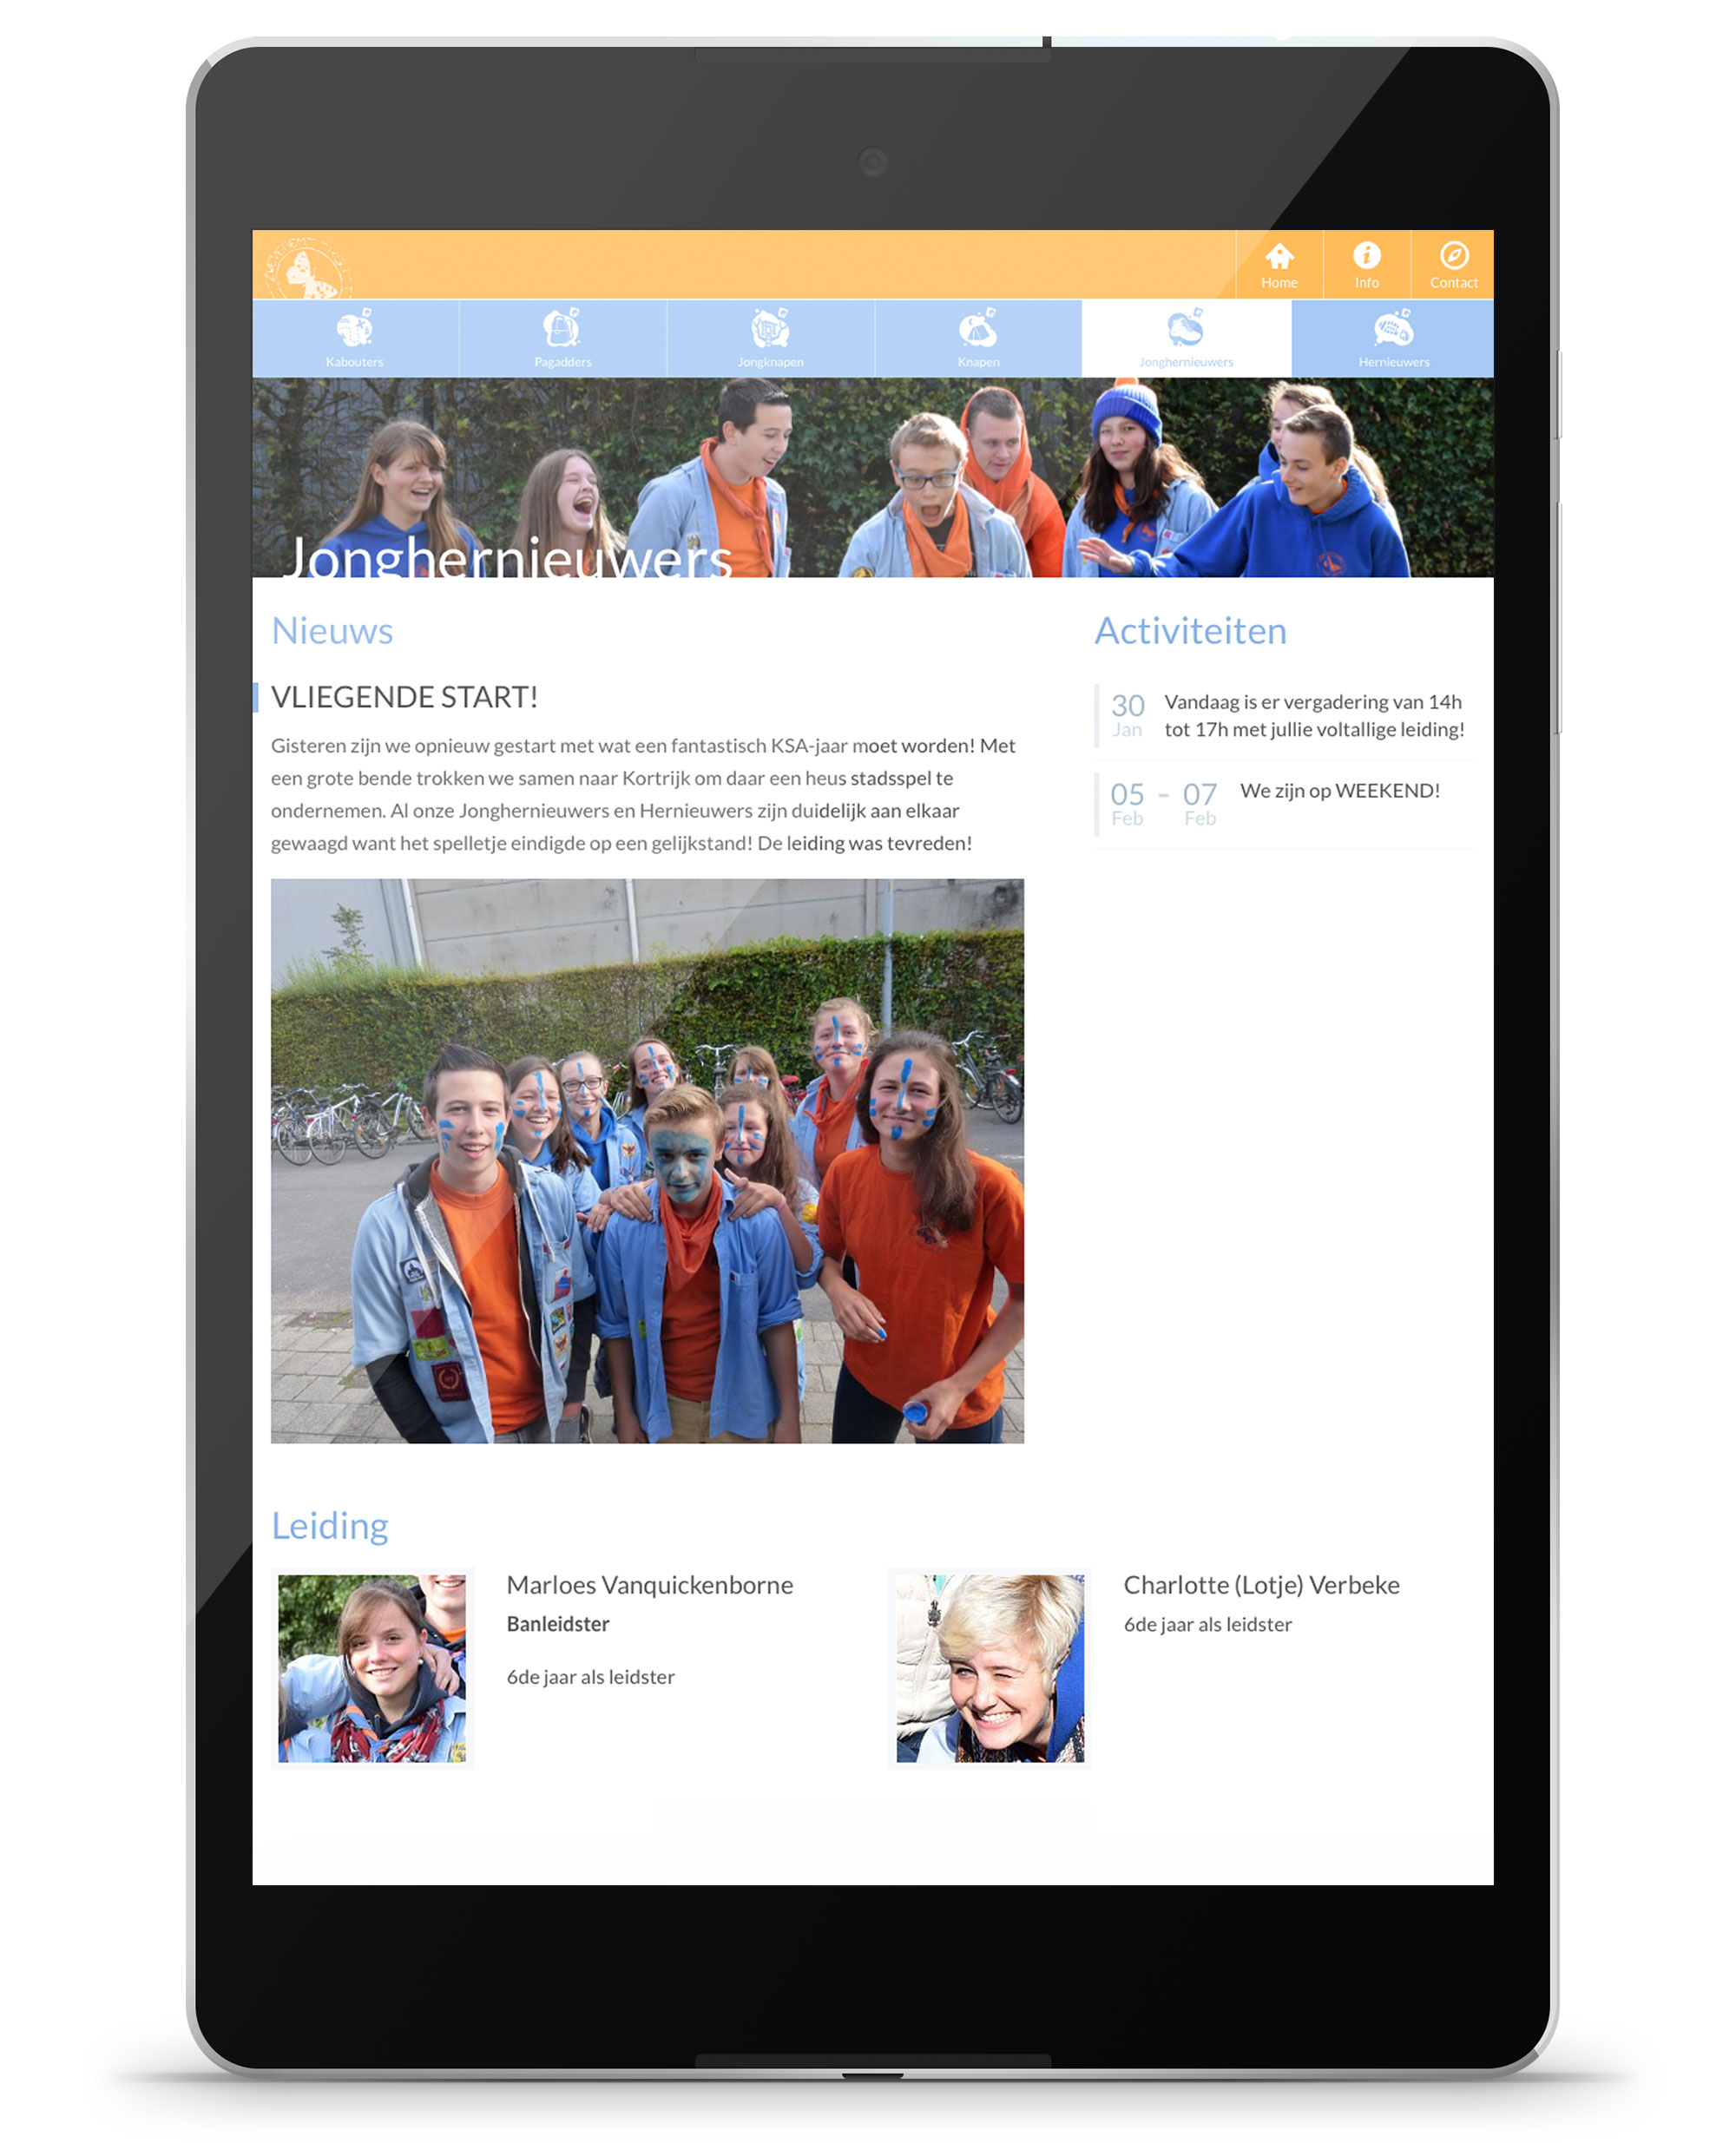 Home
Info
Contact
Kabouters
Pagadders
Jongknapen
Knapen
Jonghernieuwers
Hernieuwers
Jonghernieuwers
Nieuws
VLIEGENDE START!
Gisteren zijn we opnieuw gestart met wat een fantastisch KSA-jaar moet worden! Met
een grote bende trokken we samen naar Kortrijk om daar een heus stadsspel te
ondernemen. Al onze Jonghernieuwers en Hernieuwers zijn duidelijk aan elkaar
gewaagd want het spelletje eindigde op een gelijkstand! De leiding was tevreden!
Activiteiten
30 Jan
Vandaag is er vergadering van 14h
tot 17h met jullie voltallige leiding!
05 - 07
Feb Feb
We zijn op WEEKEND!
Leiding
Marloes Vanquickenborne
Banleidster
6de jaar als leidster
Charlotte (Lotje) Verbeke
6de jaar als leidster